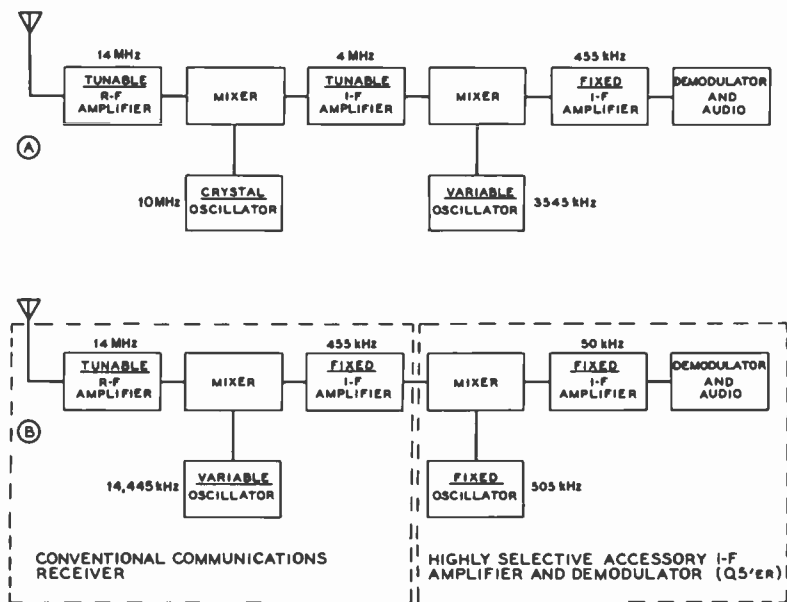 14 MHz
4 MHz
455 kHz
TUNABLE
R-F
AMPLIFIER
MIXER
TUNABLE
I-F
AMPLIFIER
MIXER
FIXED
I-F
AMPLIFIER
DEMODULATOR
AND
AUDIO
A
10MHz
CRYSTAL
OSCILLATOR
VARIABLE
OSCILLATOR
3545 kHz
14 MHz
455 kHz
50 kHz
TUNABLE
R-F
AMPLIFIER
MIXER
FIXED
I-F
AMPLIFIER
MIXER
FIXED
I-F
AMPLIFIER
DEMODULATOR
AND
AUDIO
B
14,445 kHz
VARIABLE
OSCILLATOR
FIXED
OSCILLATOR
505 kHz
CONVENTIONAL COMMUNICATIONS
RECEIVER
HIGHLY SELECTIVE ACCESSORY I-F
AMPLIFIER AND DEMODULATOR (Q5'ER)